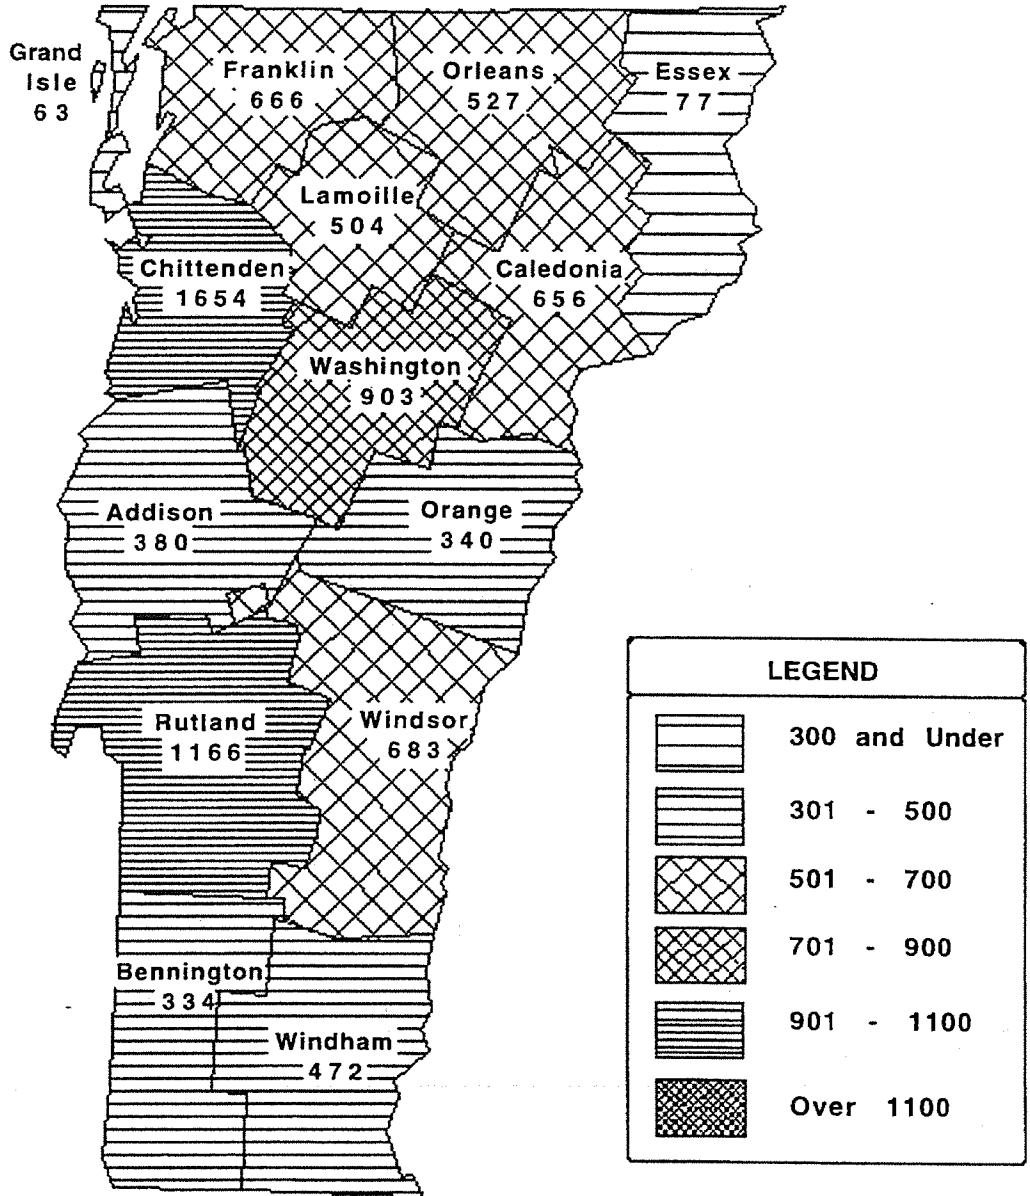 Grand
Isle
63
Franklin
666
Orleans
527
Essex
77
Lamoille
504
Chittenden
1654
Caledonia
656
Washington
903
Addison
380
Orange
340
Rutland
1166
Windsor
683
Bennington
334
Windham
472
LEGEND
300 and Under
301 - 500
501 - 700
701 - 900
901 - 1100
Over 1100